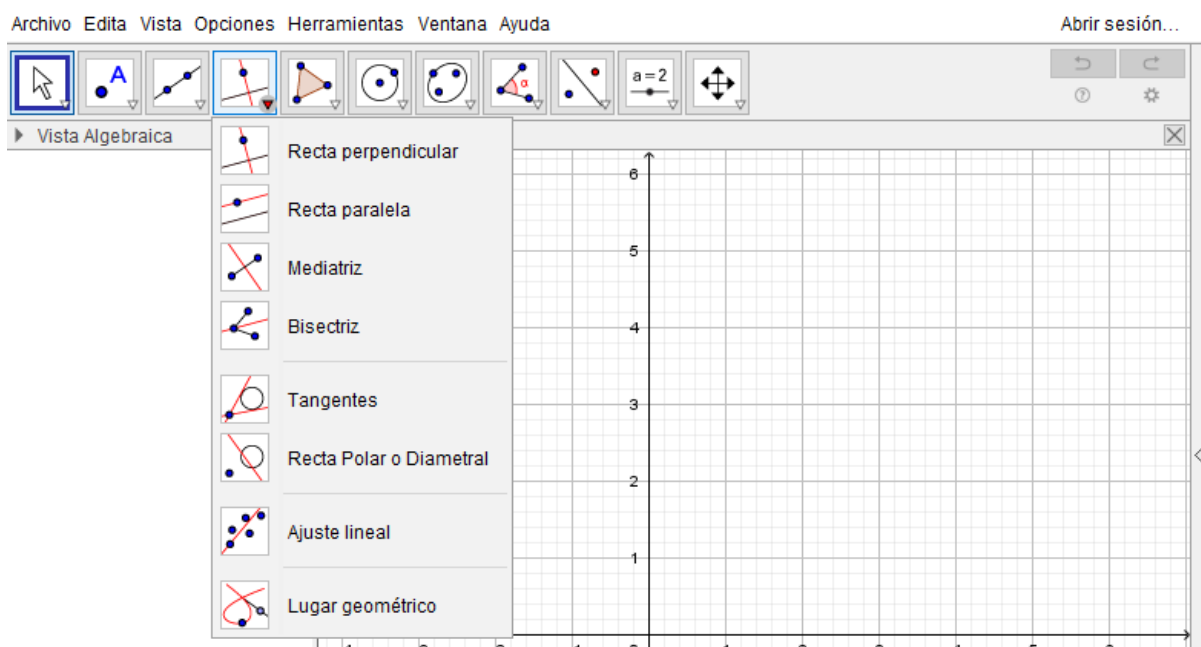 Archivo Edita Vista Opciones Herramientas Ventana Ayuda Abrir sesión...
A α a = 2
Vista Algebraica
Recta perpendicular
Recta paralela
Mediatriz
Bisectriz
Tangentes
Recta Polar o Diametral
Ajuste lineal
Lugar geométrico
6
5
4
3
2
1